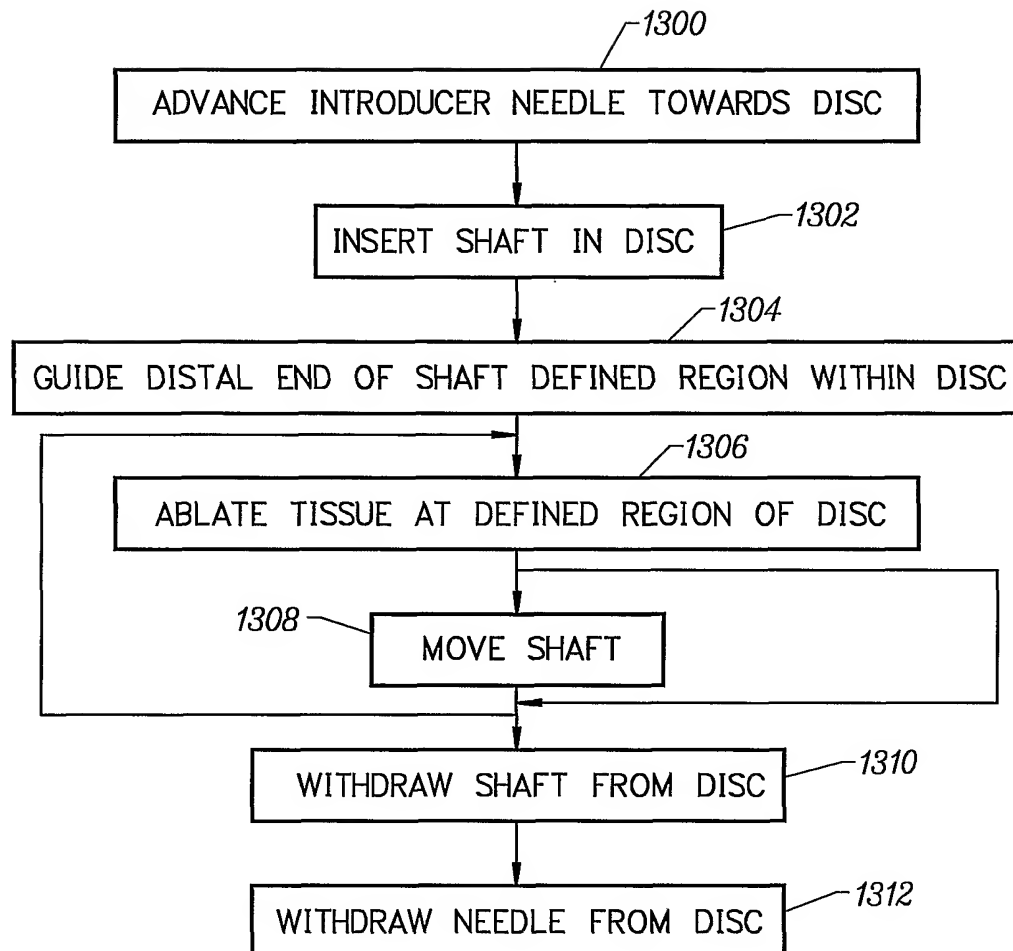 1300
ADVANCE INTRODUCER NEEDLE TOWARDS DISC
1302
INSERT SHAFT IN DISC
1304
GUIDE DISTAL END OF SHAFT DEFINED REGION WITHIN DISC
1306
ABLATE TISSUE AT DEFINED REGION OF DISC
1308
MOVE SHAFT
1310
WITHDRAW SHAFT FROM DISC
1312
WITHDRAW NEEDLE FROM DISC